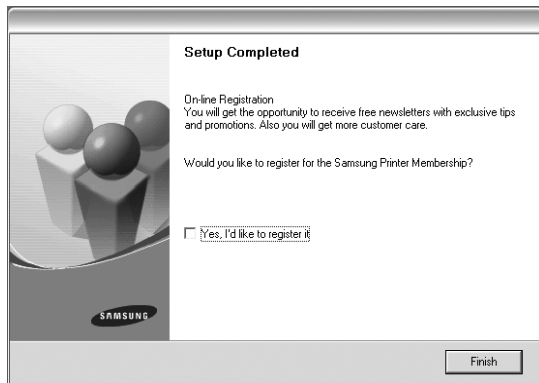 Setup Completed
On-line Registration
You will get the opportunity to receive free newsletters with exclusive tips
and promotions. Also you will get more customer care.
Would you like to register for the Samsung Printer Membership?
Yes, I'd like to register it
SAMSUNG
Finish